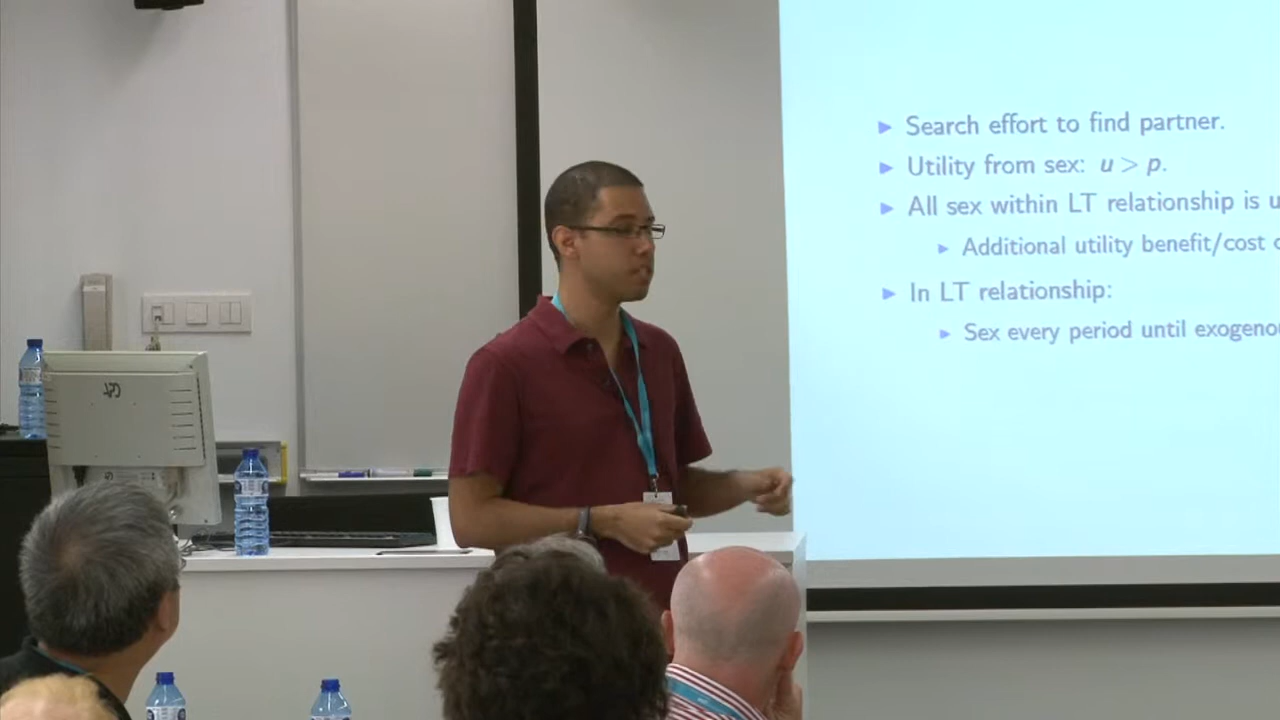 Search effort to find partner.
Utility from sex: u > p.
All sex within LT relationship is u
Additional utility benefit/cost
In LT relationship:
Sex every period until exogeno